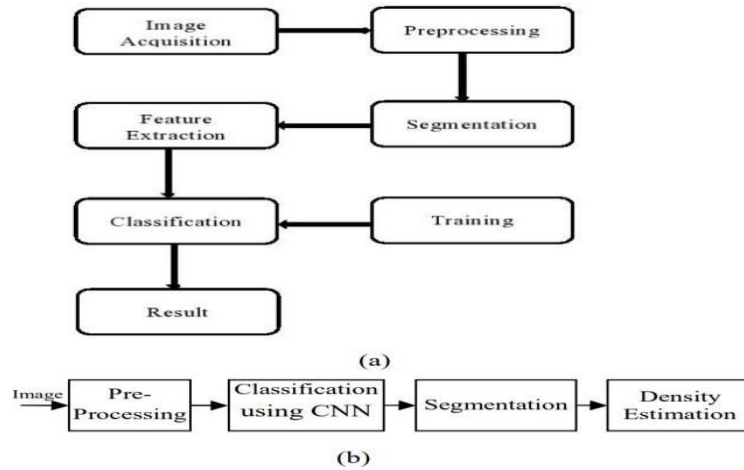 Image
Acquisition
Preprocessing
Feature
Extraction
Segmentation
Classification
Training
Result
(a)
Image
Pre-
Processing
Classification
using CNN
Segmentation
Density
Estimation
(b)